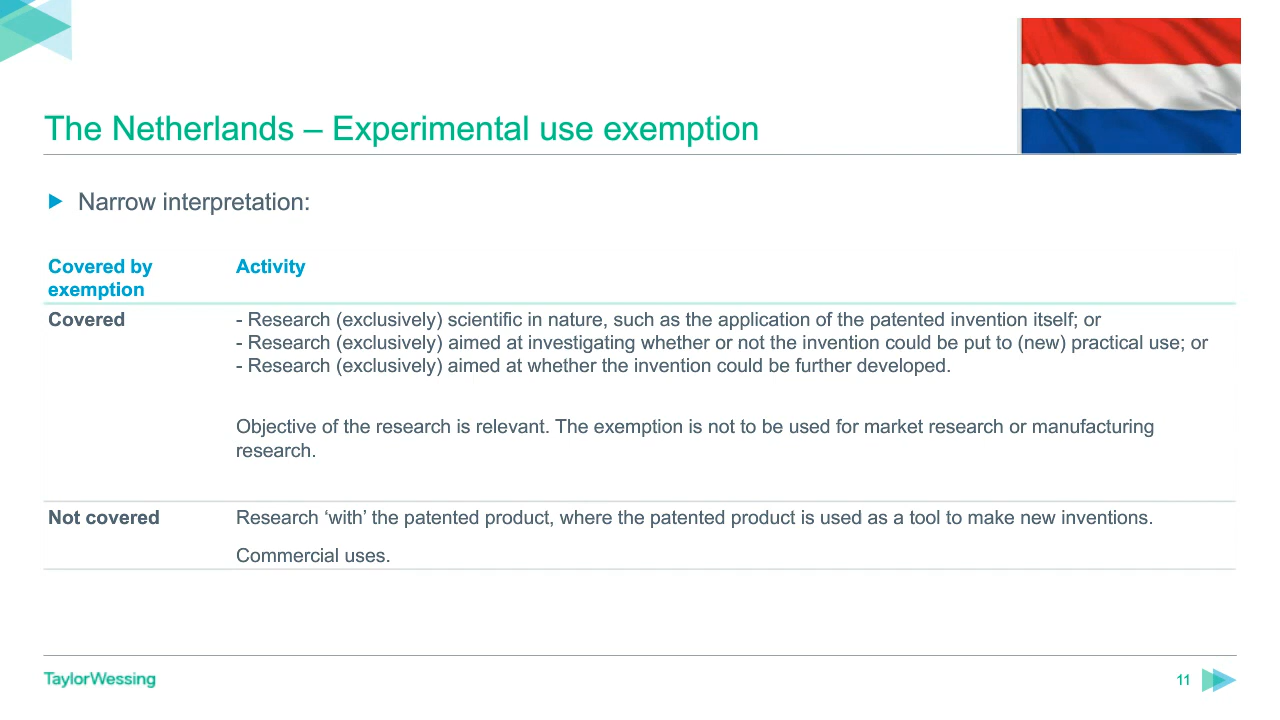 The Netherlands – Experimental use exemption
Narrow interpretation:
Covered by
exemption
Activity
Covered
- Research (exclusively) scientific in nature, such as the application of the patented invention itself; or
- Research (exclusively) aimed at investigating whether or not the invention could be put to (new) practical use; or
- Research (exclusively) aimed at whether the invention could be further developed.
Objective of the research is relevant. The exemption is not to be used for market research or manufacturing
research.
Not covered
Research ‘with’ the patented product, where the patented product is used as a tool to make new inventions.
Commercial uses.
TaylorWessing
11